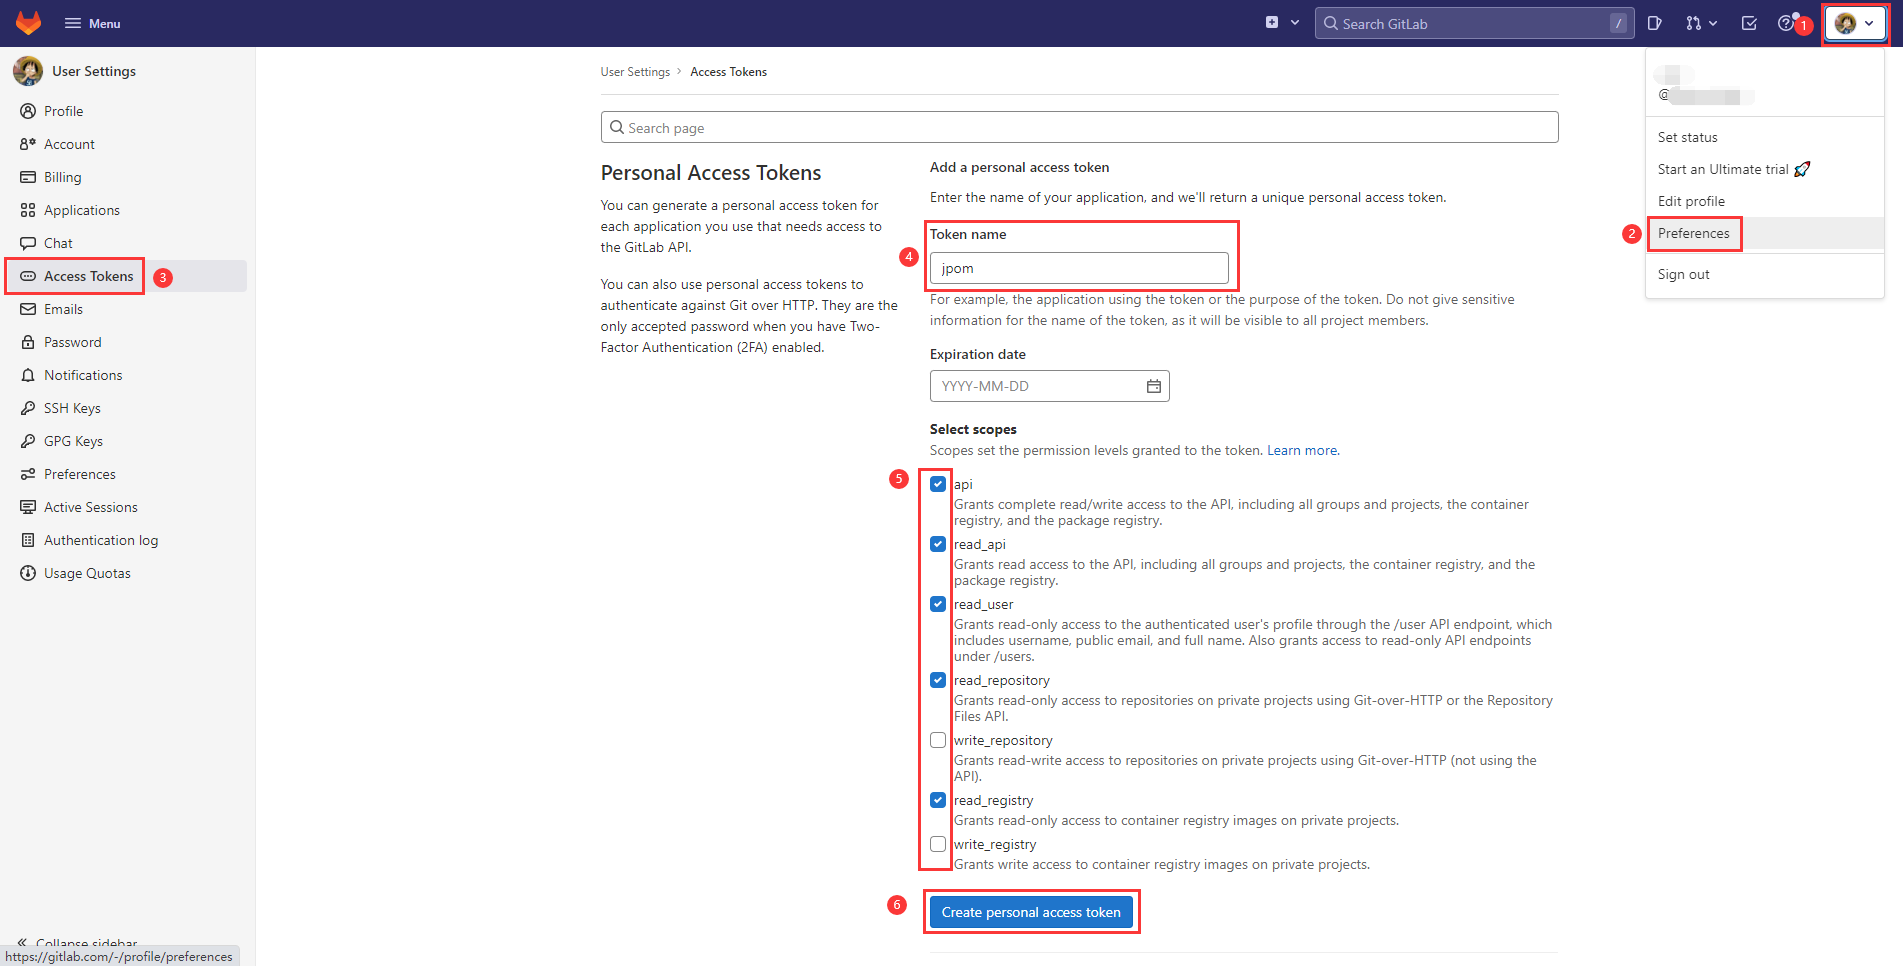 Menu
Search GitLab
/
1
User Settings
Profile
Account
Billing
Applications
Chat
Access Tokens
3
Emails
Password
Notifications
SSH Keys
GPG Keys
Preferences
Active Sessions
Authentication log
Usage Quotas
Collapse sidebar
https://gitlab.com/-/profile/preferences
User Settings > Access Tokens
Search page
Personal Access Tokens
You can generate a personal access token for
each application you use that needs access to
the GitLab API.
You can also use personal access tokens to
authenticate against Git over HTTP. They are the
only accepted password when you have Two-
Factor Authentication (2FA) enabled.
Add a personal access token
Enter the name of your application, and we'll return a unique personal access token.
Token name
4
jpom
For example, the application using the token or the purpose of the token. Do not give sensitive
information for the name of the token, as it will be visible to all project members.
Expiration date
YYYY-MM-DD
Select scopes
Scopes set the permission levels granted to the token. Learn more.
5
api
Grants complete read/write access to the API, including all groups and projects, the container
registry, and the package registry.
read_api
Grants read access to the API, including all groups and projects, the container registry, and the
package registry.
read_user
Grants read-only access to the authenticated user's profile through the /user API endpoint, which
includes username, public email, and full name. Also grants access to read-only API endpoints
under /users.
read_repository
Grants read-only access to repositories on private projects using Git-over-HTTP or the Repository
Files API.
write_repository
Grants read-write access to repositories on private projects using Git-over-HTTP (not using the
API).
read_registry
Grants read-only access to container registry images on private projects.
write_registry
Grants write access to container registry images on private projects.
6
Create personal access token
@
Set status
Start an Ultimate trial
Edit profile
2
Preferences
Sign out